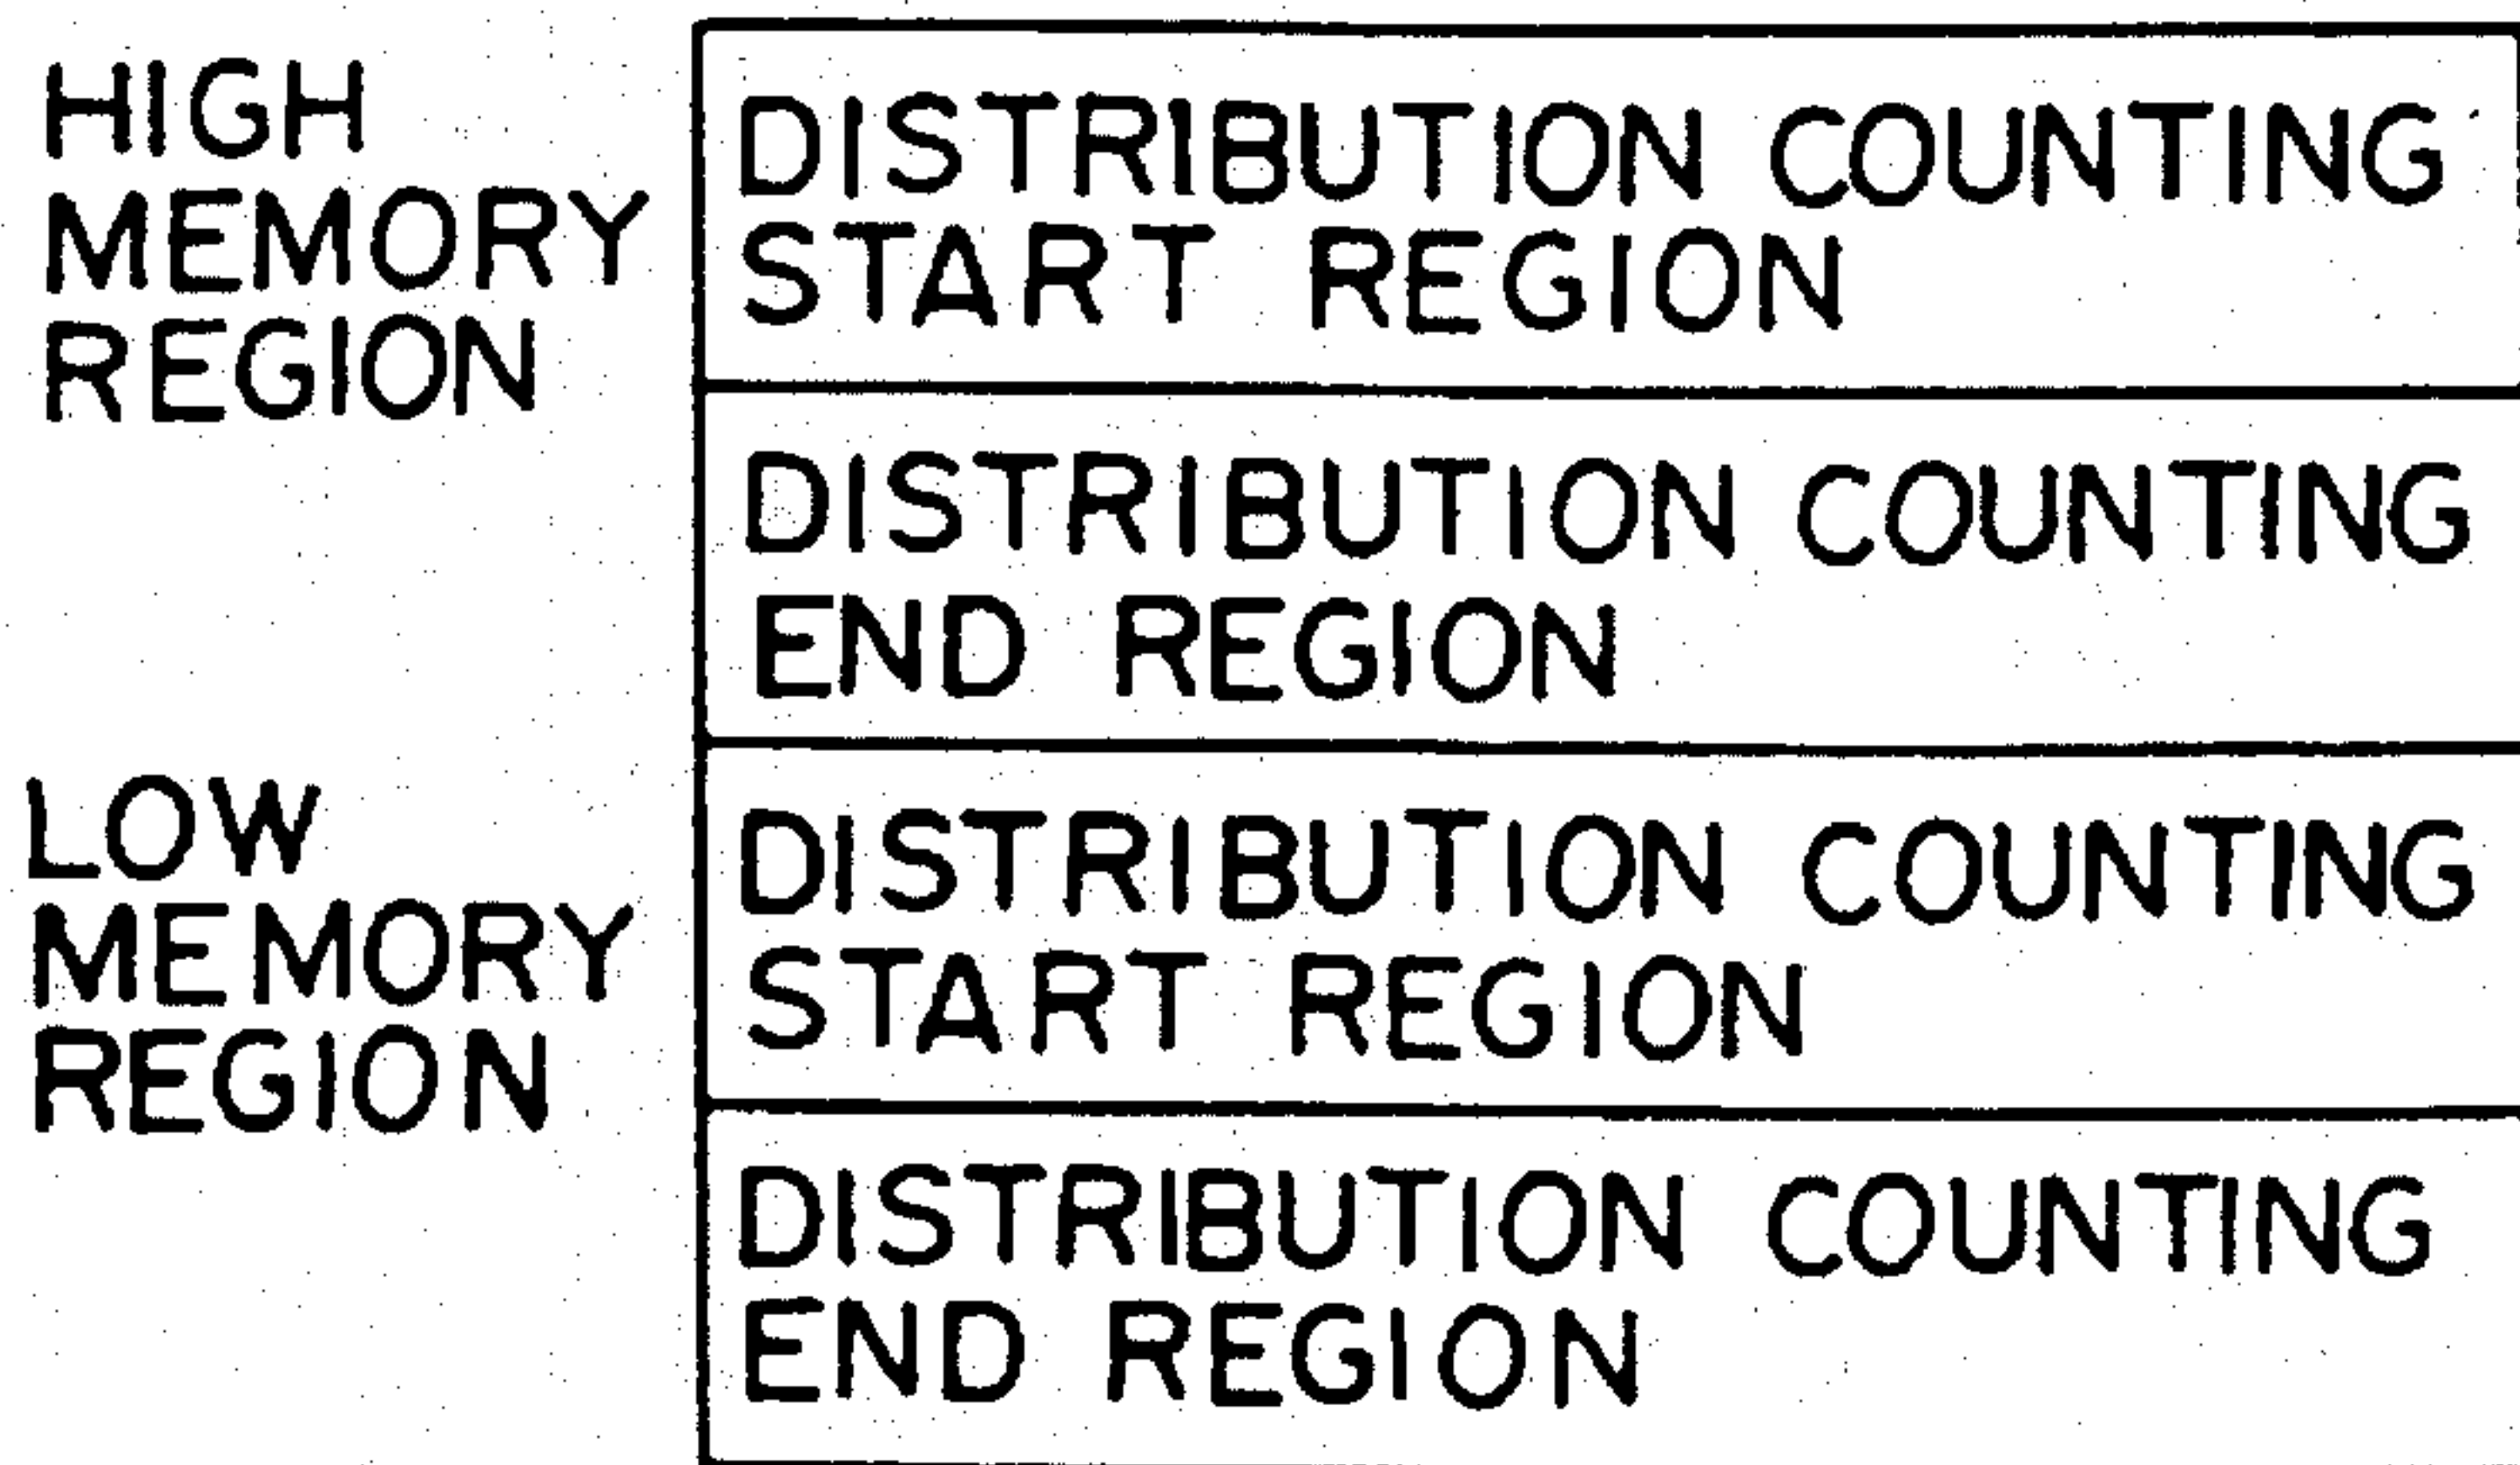 HIGH
MEMORY
REGION
DISTRIBUTION COUNTING
START REGION
DISTRIBUTION COUNTING
END REGION
LOW
MEMORY
REGION
DISTRIBUTION COUNTING
START REGION
DISTRIBUTION COUNTING
END REGION